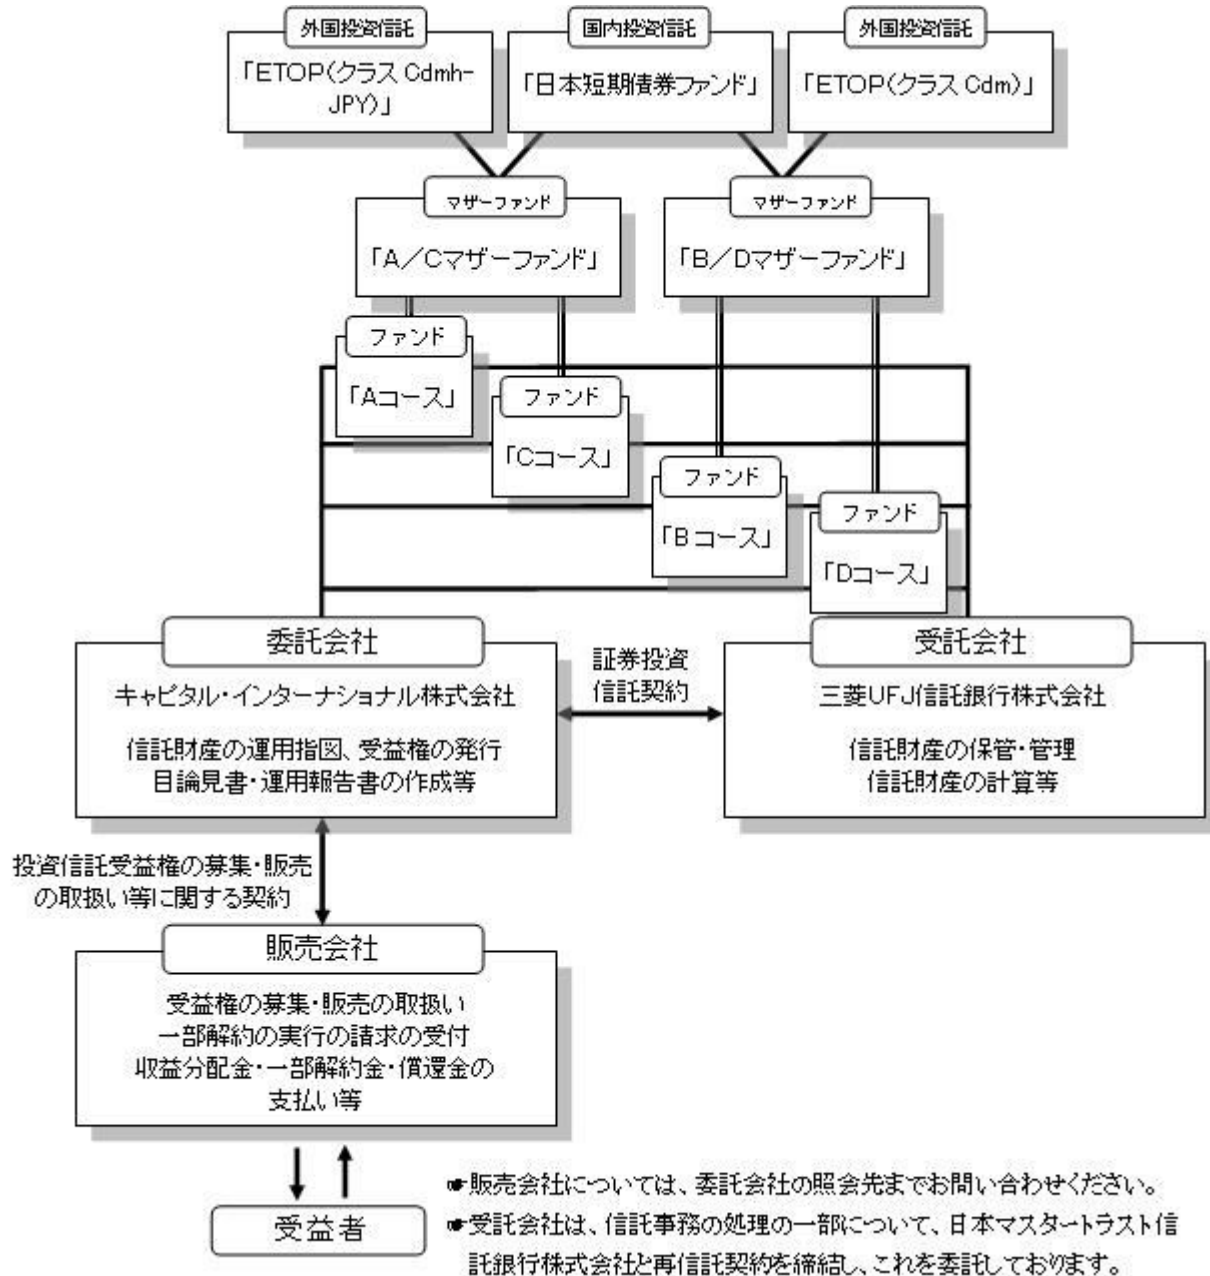 外国投資信託
「ETOP(クラス Cdmh-
JPY)」
国内投資信託
「日本短期債券ファンド」
外国投資信託
「ETOP(クラス Cdm)」
マザーファンド
「A／Cマザーファンド」
マザーファンド
「B／Dマザーファンド」
ファンド
「Aコース」
ファンド
「Cコース」
ファンド
「B コース」
ファンド
「Dコース」
委託会社
キャピタル・インターナショナル株式会社
信託財産の運用指図、受益権の発行
目論見書・運用報告書の作成等
証券投資
信託契約
受託会社
三菱UFJ信託銀行株式会社
信託財産の保管・管理
信託財産の計算等
投資信託受益権の募集・販売
の取扱い等に関する契約
販売会社
受益権の募集・販売の取扱い
一部解約の実行の請求の受付
収益分配金・一部解約金・償還金の
支払い等
受益者
☛販売会社については、委託会社の照会先までお問い合わせください。
☛受託会社は、信託事務の処理の一部について、日本マスタートラスト信
託銀行株式会社と再信託契約を締結し、これを委託しております。